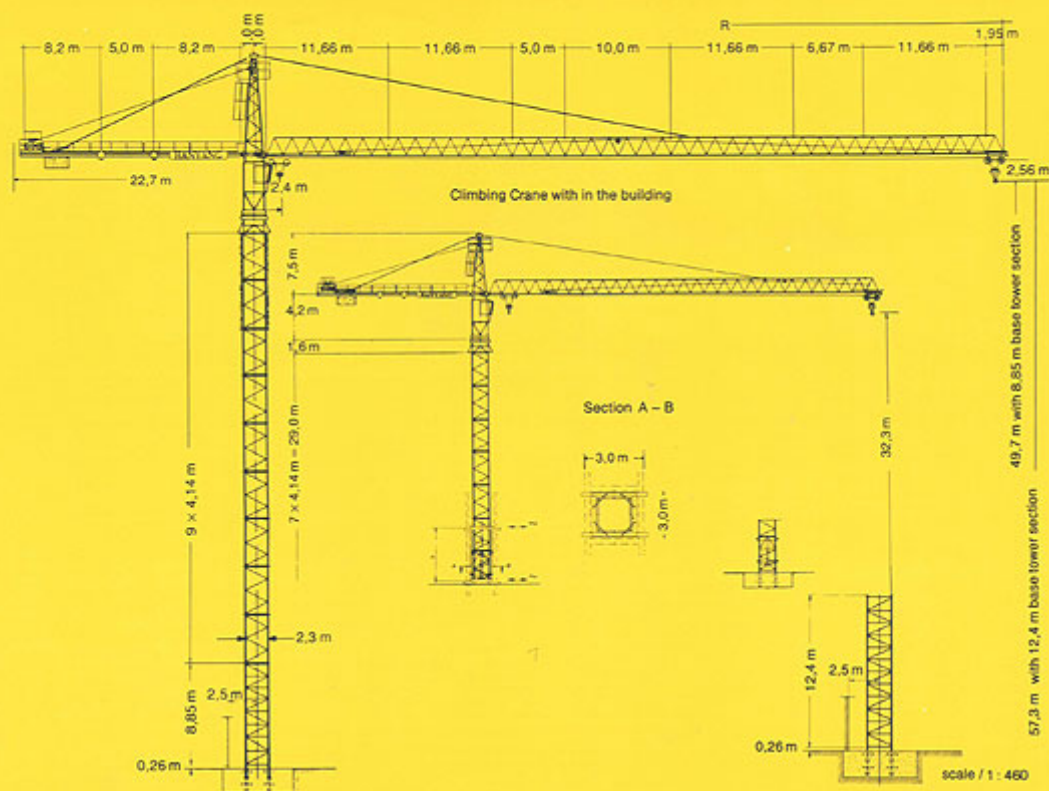 R
1,95 m
8,2 m 5,0 m 8,2 m ,0 m ,0 m 11,66 m 11,66 m 5,0 m 10,0 m 11,66 m 6,67 m 11,66 m
22,7 m
2,4 m
2,56 m
Climbing Crane with in the building
7,5 m
4,2 m
1,6 m
9 × 4,14 m
7 × 4,14 m = 29,0 m
Section A – B
3,0 m
3,0 m
32,3 m
49,7 m with 8,85 m base tower section
57,3 m with 12,4 m base tower section
2,3 m
8,85 m
2,5 m
0,26 m
12,4 m
2,5 m
0,26 m
scale / 1 : 460